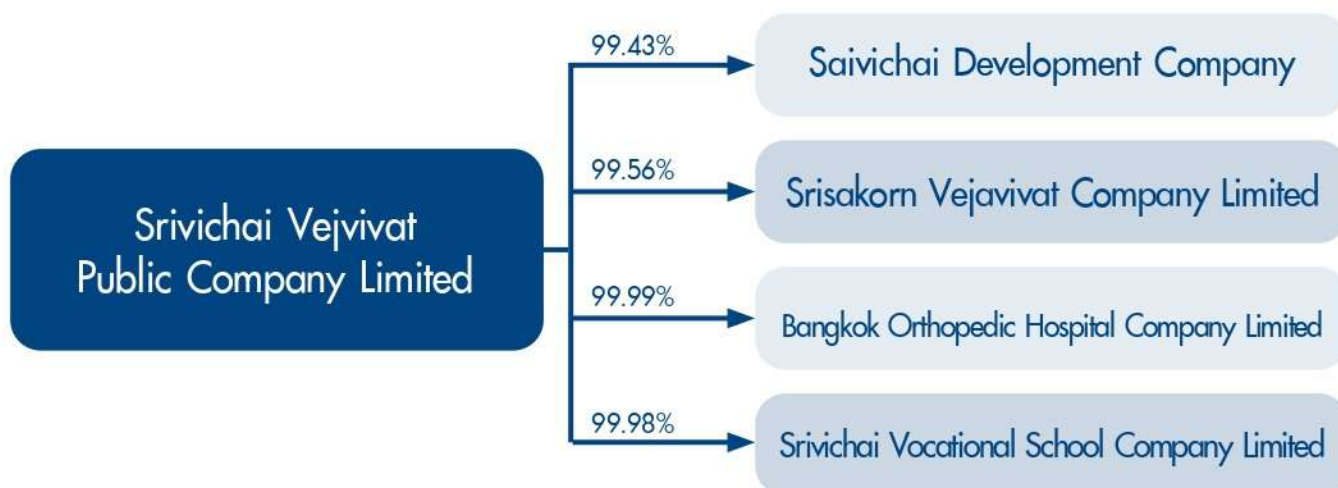 99.43%
Saivichai Development Company
99.56%
Srisakorn Vejavivat Company Limited
Srivichai Vejvivat
Public Company Limited
99.99%
Bangkok Orthopedic Hospital Company Limited
99.98%
Srivichai Vocational School Company Limited